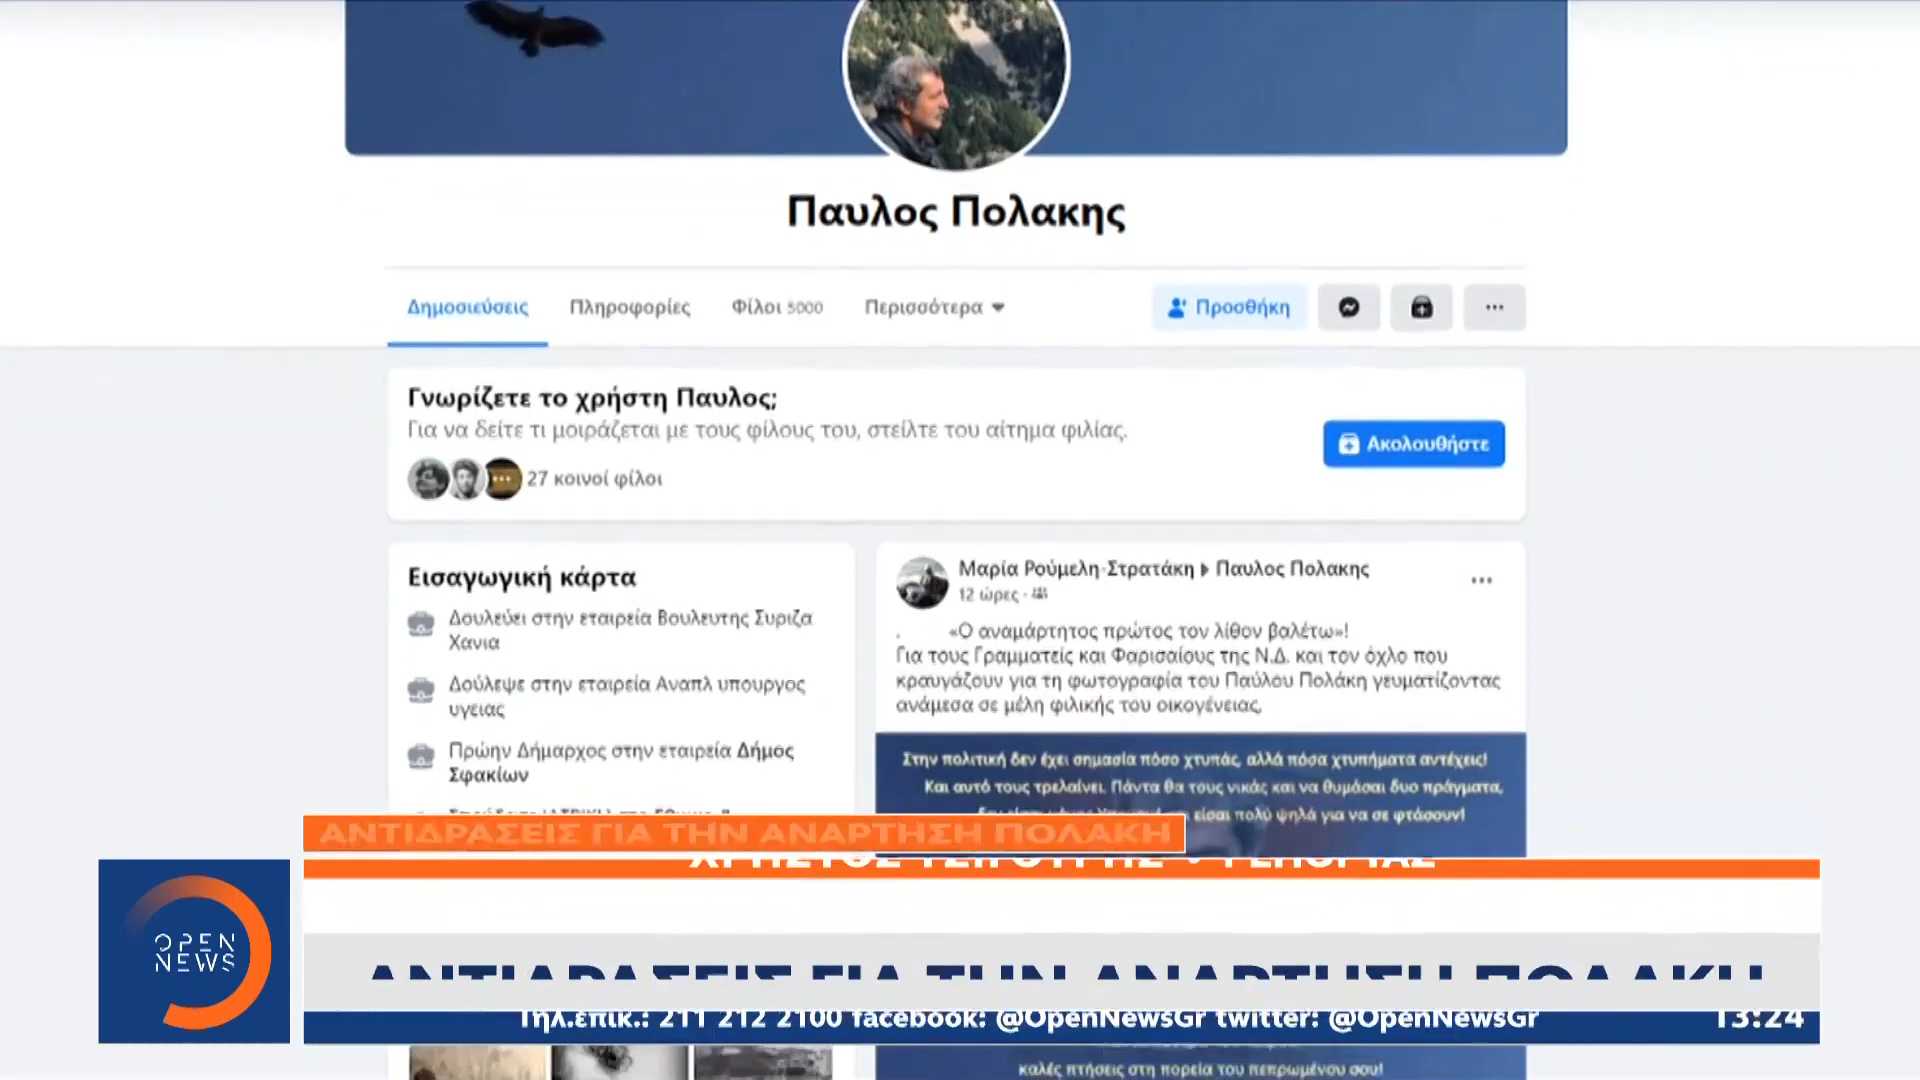 Παυλος Πολακης
Δημοσιεύσεις Πληροφορίες Φίλοι 5000 Περισσότερα Προσθήκη
Γνωρίζετε το χρήστη Παυλος;
Για να δείτε τι μοιράζεται με τους φίλους του, στείλτε του αίτημα φιλίας.
Ακολουθήστε
27 κοινοί φίλοι
Εισαγωγική κάρτα
Δουλεύει στην εταιρεία Βουλευτης Συριζα
Χανια
Δούλεψε στην εταιρεία Αναπλ υπουργος
υγειας
Πρώην Δήμαρχος στην εταιρεία Δήμος
Σφακίων
Μαρία Ρούμελη-Στρατάκη Παυλος Πολακης
12 ώρες ·
. «Ο αναμάρτητος πρώτος τον λίθον βαλέτω»!
Για τους Γραμματείς και Φαρισαίους της Ν.Δ. και τον όχλο που
κραυγάζουν για τη φωτογραφία του Παύλου Πολάκη γευματίζοντας
ανάμεσα σε μέλη φιλικής του οικογένειας,
Στην πολιτική δεν έχει σημασία πόσο χτυπάς, αλλά πόσα χτυπήματα αντέχεις!
Και αυτό τους τρελαίνει. Πάντα θα τους νικάς και να θυμάσαι δυο πράγματα,
είσαι πολύ ψηλά για να σε φτάσουν!
ΑΝΤΙΔΡΑΣΕΙΣ ΓΙΑ ΤΗΝ ΑΝΑΡΤΗΣΗ ΠΟΛΑΚΗ
OPEN
NEWS
ΑΝΤΙΔΡΑΣΕΙΣ ΓΙΑ ΤΗΝ ΑΝΑΡΤΗΣΗ ΠΟΛΑΚΗ
Τηλ.επικ.: 211 212 2100 facebook: @OpenNewsGr twitter: @OpenNewsGr 13:24
καλές πτήσεις στη πορεία του πεπρωμένου σου!